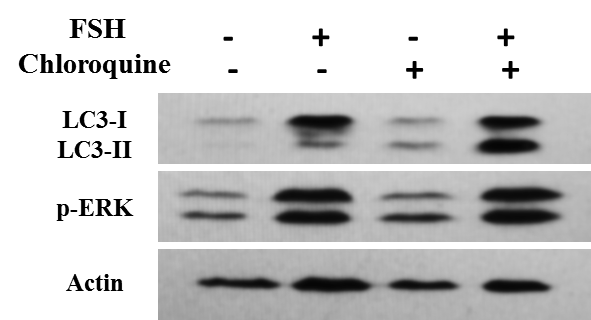 FSH - + - +
Chloroquine - - + +
LC3-I
LC3-II
p-ERK
Actin